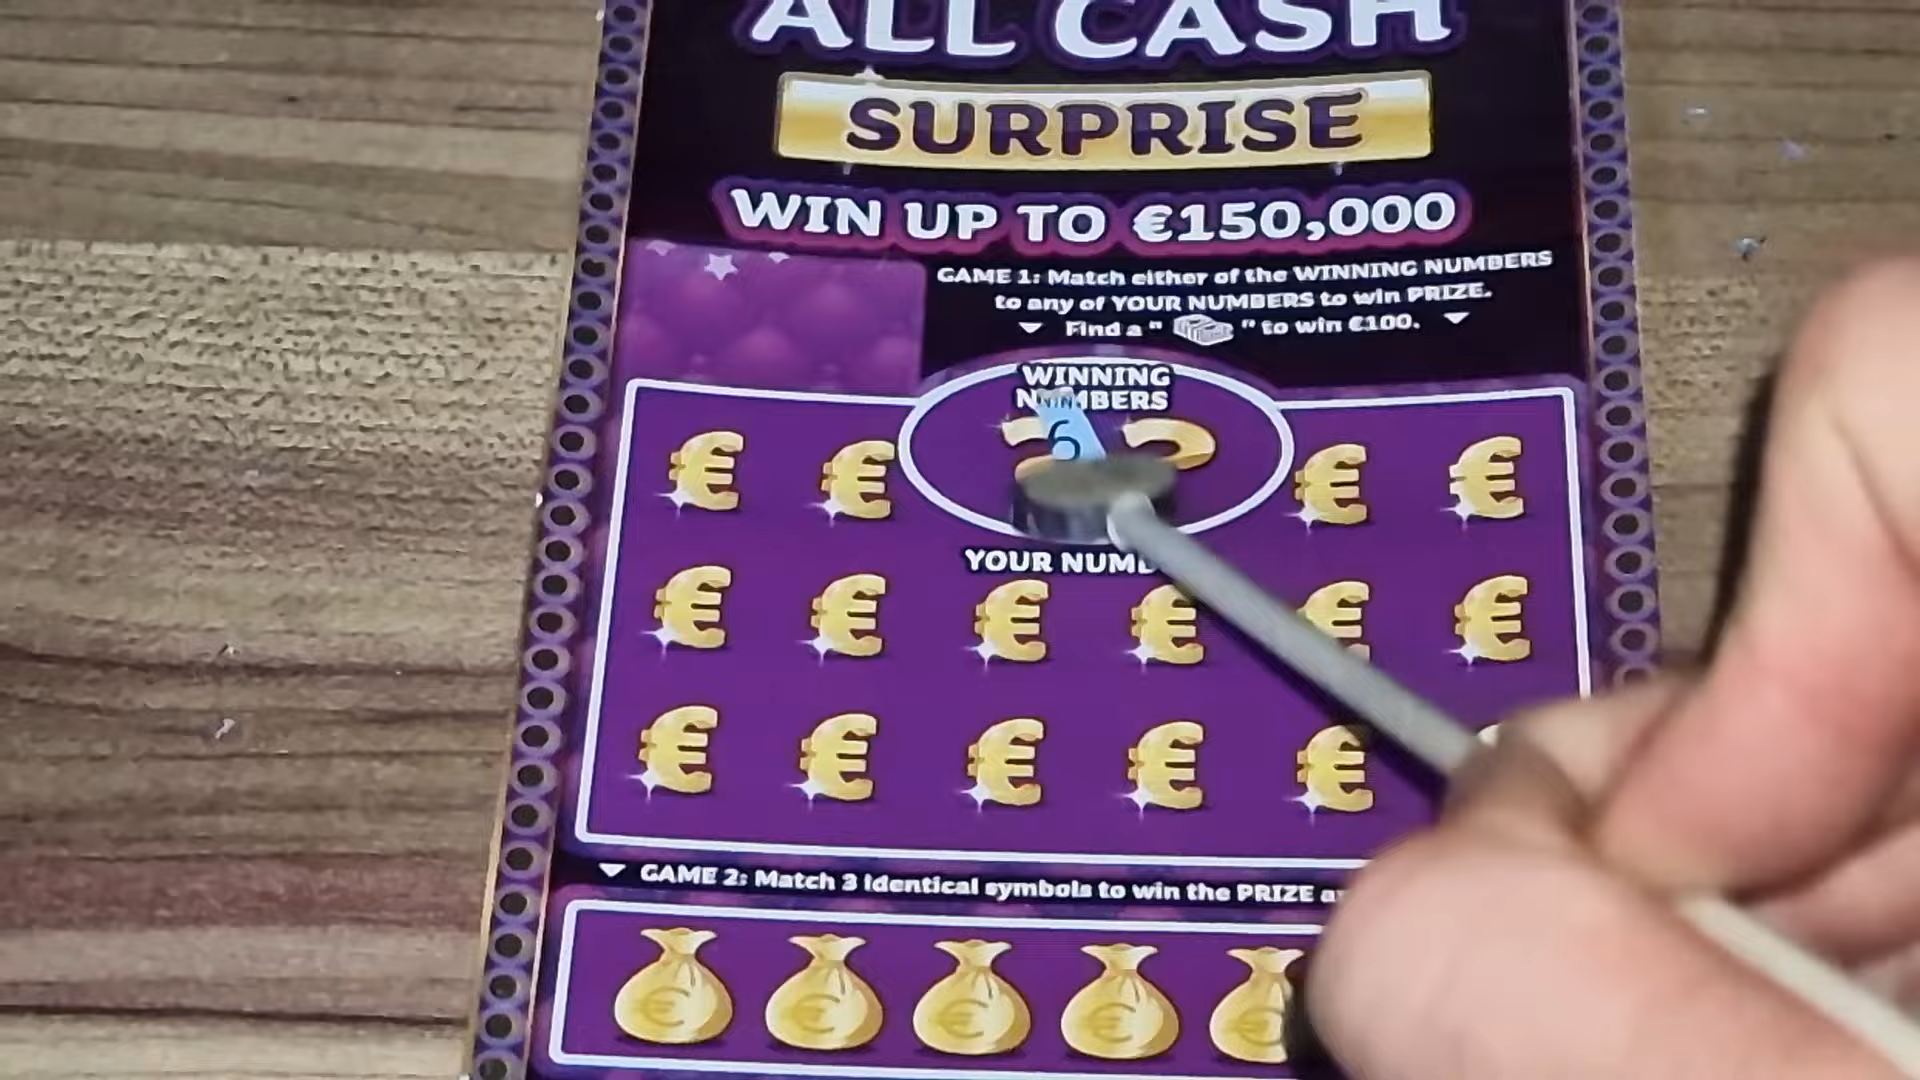 ALL CASH
SURPRISE
WIN UP TO €150,000
GAME 1: Match either of the WINNING NUMBERS
to any of YOUR NUMBERS to win PRIZE.
Find a " " to win €100.
WINNING
NUMBERS
6
YOUR
€ € € €
€ € € € € €
€ € € € €
GAME 2: Match 3 identical symbols to win the PRIZE
€ € € € €